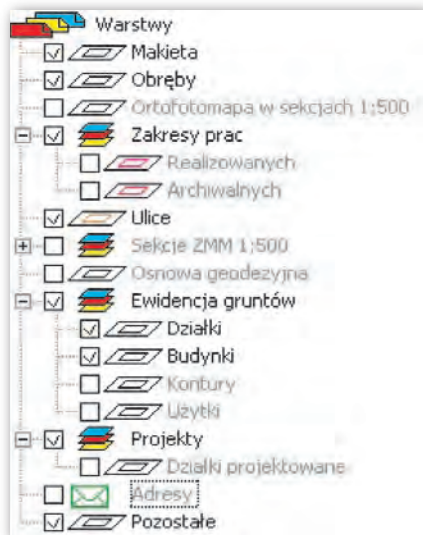 Warstwy
Makieta
Obręby
Ortofotomapa w sekcjach 1:500
Zakresy prac
Realizowanych
Archiwalnych
Ulice
Sekcje ZMM 1:500
Osnowa geodezyjna
Ewidencja gruntów
Działki
Budynki
Kontury
Użytki
Projekty
Działki projektowane
Adresy
Pozostałe